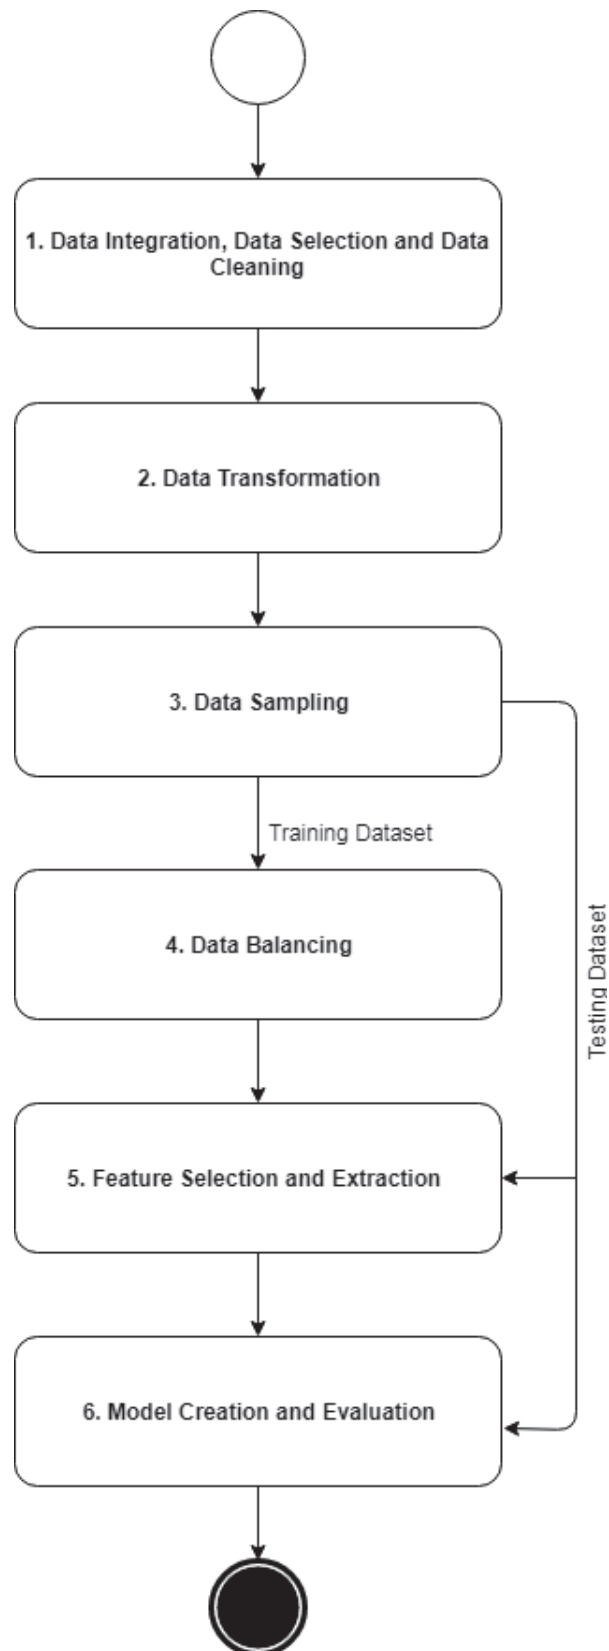 1. Data Integration, Data Selection and Data
Cleaning
2. Data Transformation
3. Data Sampling
Training Dataset
4. Data Balancing
Testing Dataset
5. Feature Selection and Extraction
6. Model Creation and Evaluation